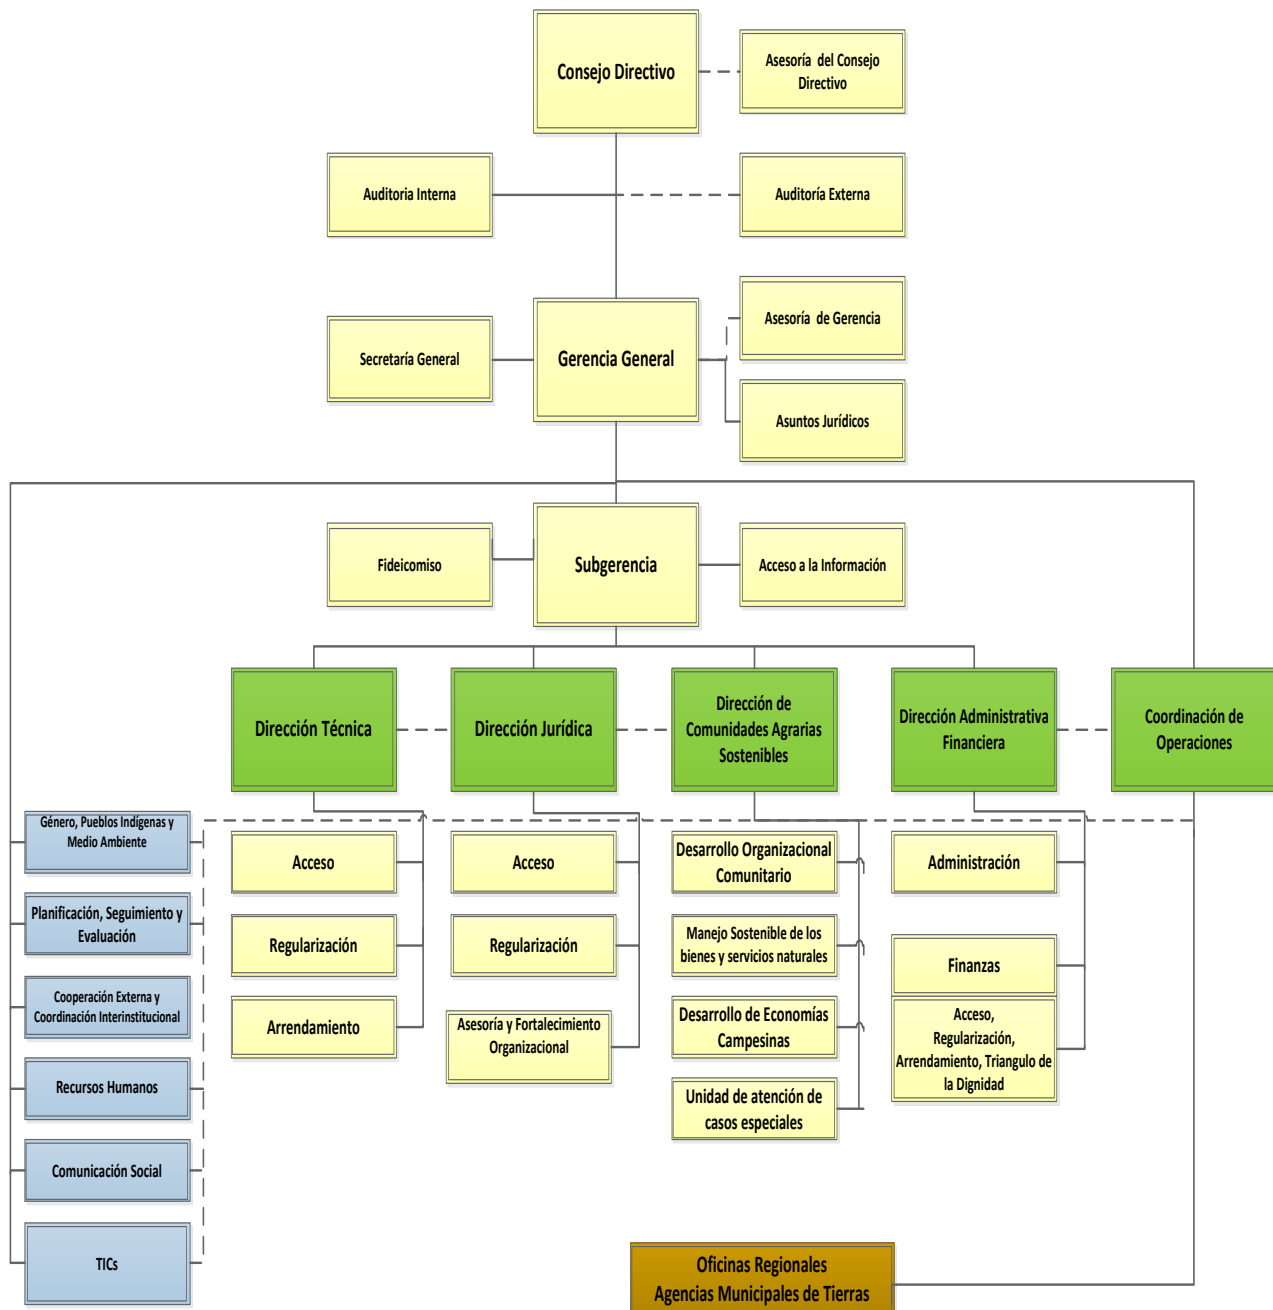 Consejo Directivo
Asesoría del Consejo
Directivo
Auditoria Interna
Auditoría Externa
Secretaría General
Gerencia General
Asesoría de Gerencia
Asuntos Jurídicos
Fideicomiso
Subgerencia
Acceso a la Información
Dirección Técnica
Dirección Jurídica
Dirección de
Comunidades Agrarias
Sostenibles
Dirección Administrativa
Financiera
Coordinación de
Operaciones
Género, Pueblos Indígenas y
Medio Ambiente
Planificación, Seguimiento y
Evaluación
Cooperación Externa y
Coordinación Interinstitucional
Recursos Humanos
Comunicación Social
TICs
Acceso
Regularización
Arrendamiento
Acceso
Regularización
Asesoría y Fortalecimiento
Organizacional
Desarrollo Organizacional
Comunitario
Manejo Sostenible de los
bienes y servicios naturales
Desarrollo de Economías
Campesinas
Unidad de atención de
casos especiales
Administración
Finanzas
Acceso,
Regularización,
Arrendamiento, Triangulo de
la Dignidad
Oficinas Regionales
Agencias Municipales de Tierras